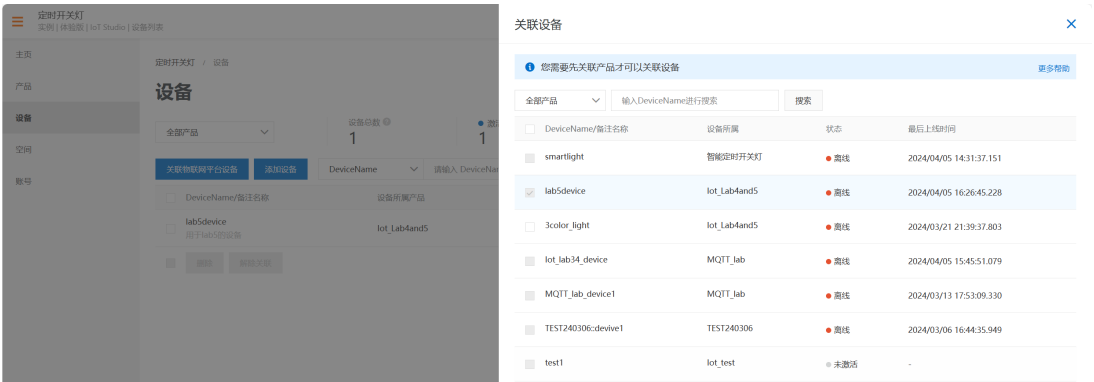 定时开关灯
实例 | 体验版 | IoT Studio | 设备列表
主页
产品
设备
空间
账号
定时开关灯 / 设备
设备
全部产品
设备总数
1
激
1
关联物联网平台设备
添加设备
DeviceName
请输入 DeviceNam
DeviceName/备注名称
设备所属产品
lab5device
用于lab5的设备
Iot_Lab4and5
删除
解除关联
关联设备
您需要先关联产品才可以关联设备
更多帮助
全部产品
输入DeviceName进行搜索
搜索
DeviceName/备注名称 设备所属 状态 最后上线时间
smartlight 智能定时开关灯 离线 2024/04/05 14:31:37.151
lab5device Iot_Lab4and5 离线 2024/04/05 16:26:45.228
3color_light Iot_Lab4and5 离线 2024/03/21 21:39:37.803
Iot_lab34_device MQTT_lab 离线 2024/04/05 15:45:51.079
MQTT_lab_device1 MQTT_lab 离线 2024/03/13 17:53:09.330
TEST240306::devive1 TEST240306 离线 2024/03/06 16:44:35.949
test1 Iot_test 未激活 -